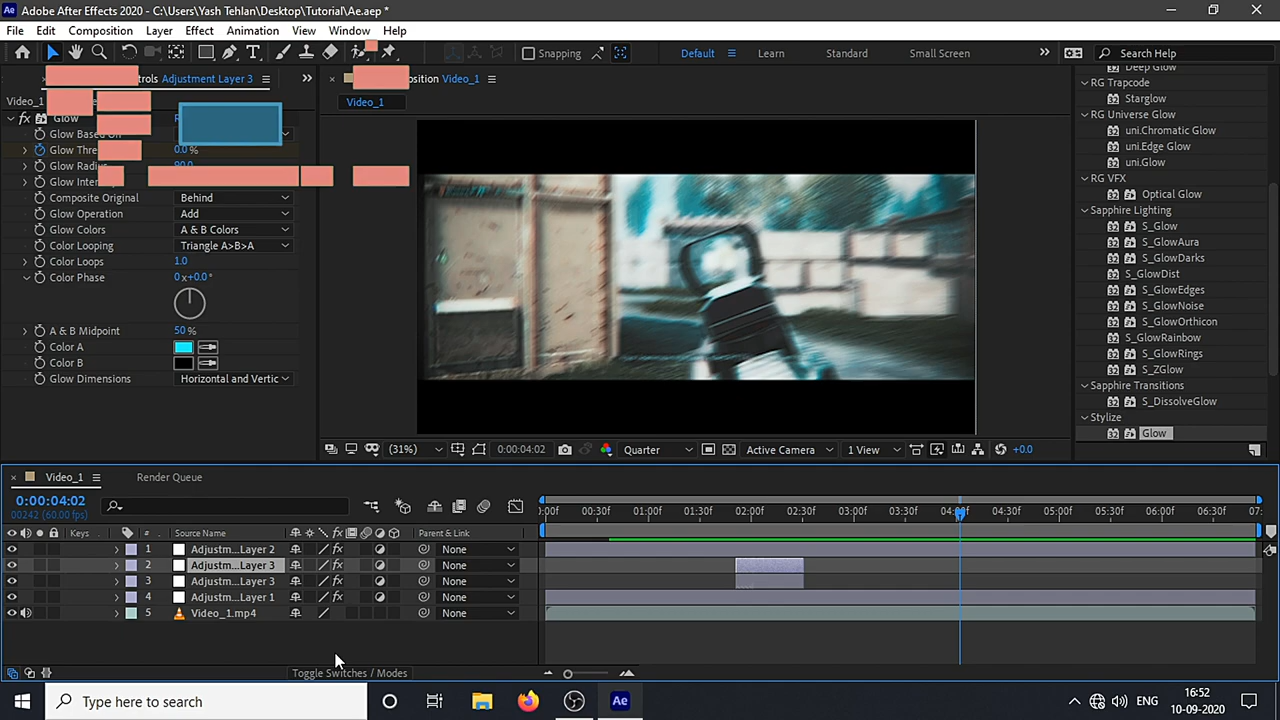 Adobe After Effects 2020 - C:\Users\Yash Tehlan\Desktop\Tutorial\Ae.aep *
File Edit Composition Layer Effect Animation View Window Help
Snapping Default Learn Standard Small Screen Search Help
Adjustment Layer 3
Video_1
Glow
Glow Based On
0.0 %
Glow Radius
Composite Original Behind
Glow Operation Add
Glow Colors A & B Colors
Color Looping Triangle A>B>A
Color Loops 1.0
Color Phase 0x+0.0°
A & B Midpoint 50 %
Color A
Color B
Glow Dimensions Horizontal and Vertic
Video_1
Video_1
(31%) 0:00:04:02 Quarter Active Camera 1 View +0.0
Deep Glow
RG Trapcode
Starglow
RG Universe Glow
uni.Chromatic Glow
uni.Edge Glow
uni.Glow
RG VFX
Optical Glow
Sapphire Lighting
S_Glow
S_GlowAura
S_GlowDarks
S_GlowDist
S_GlowEdges
S_GlowNoise
S_GlowOrthicon
S_GlowRainbow
S_GlowRings
S_ZGlow
Sapphire Transitions
S_DissolveGlow
Stylize
Glow
Video_1 Render Queue
0:00:04:02
00242 (60.00 fps)
:00f 00:30f 01:00f 01:30f 02:00f 02:30f 03:00f 03:30f 04:00f 04:30f 05:00f 05:30f 06:00f 06:30f 07:
Keys # Source Name Parent & Link
1 Adjustm...Layer 2 None
2 Adjustm...Layer 3 None
3 Adjustm...Layer 3 None
4 Adjustm...Layer 1 None
5 Video_1.mp4 None
Toggle Switches / Modes
Type here to search
Ae
ENG
16:52
10-09-2020